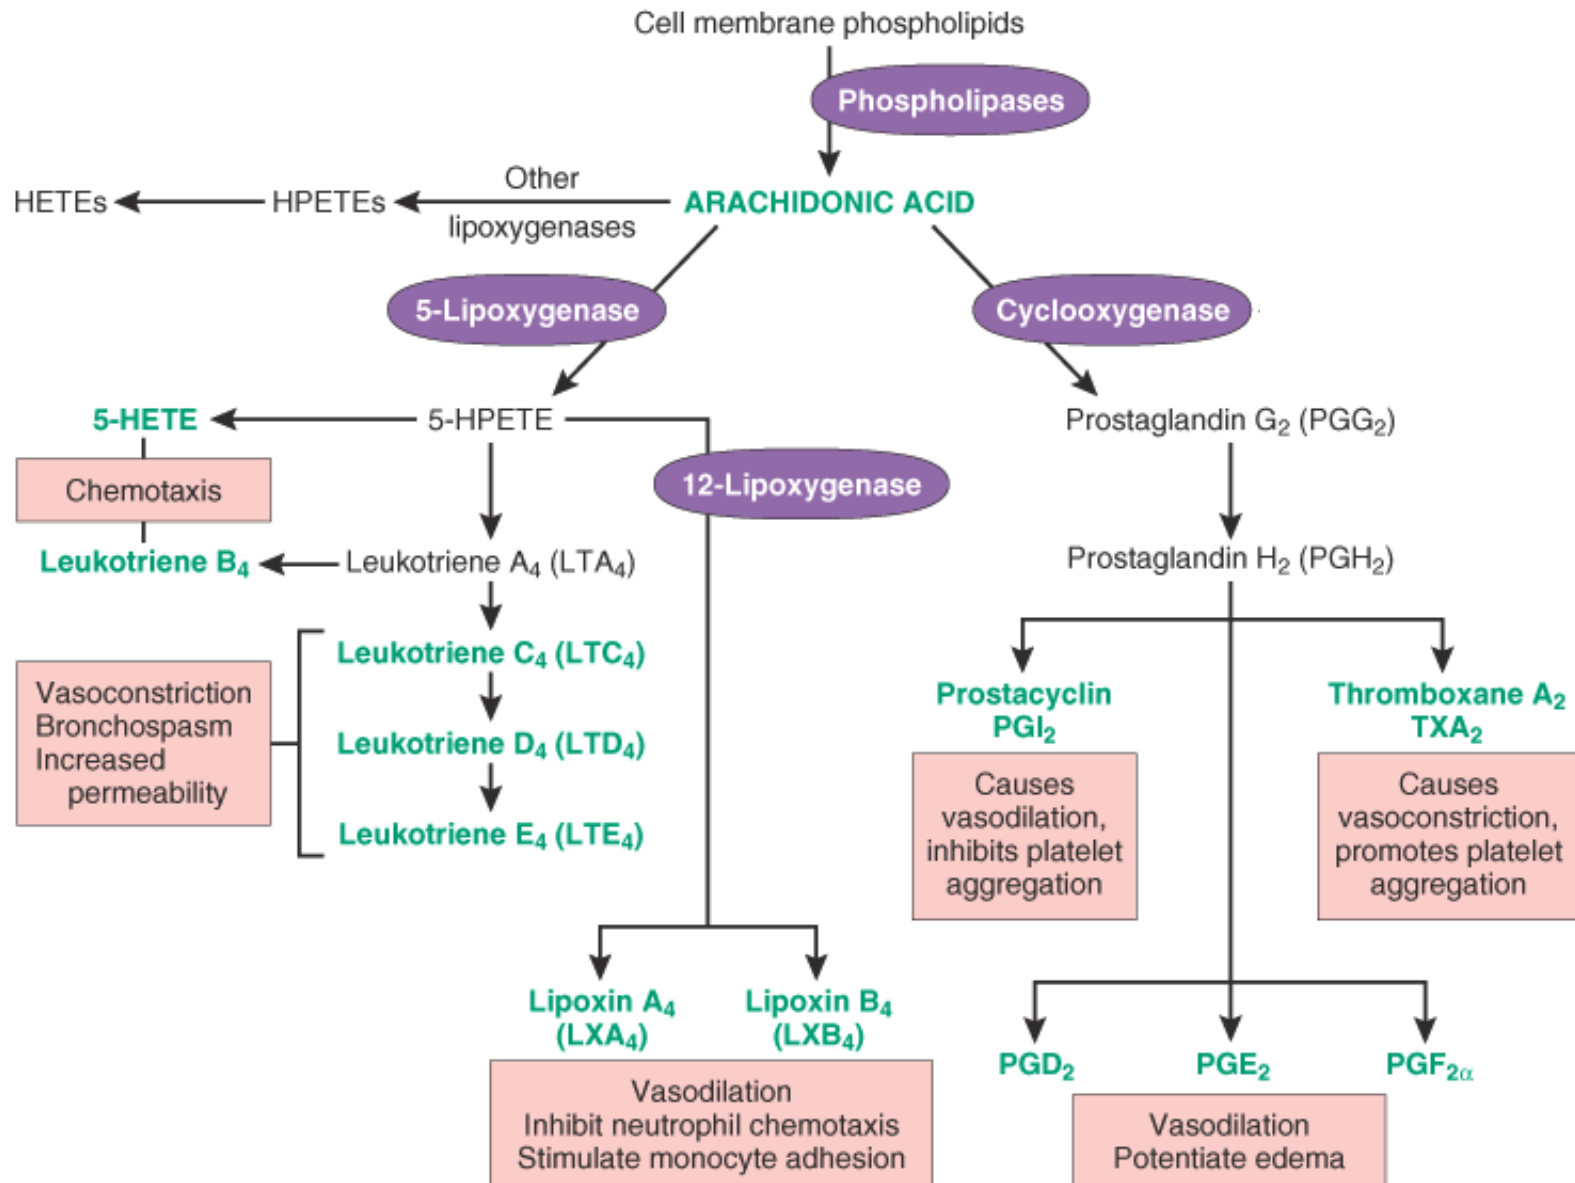 Cell membrane phospholipids
Phospholipases
Other
HETEs
HPETEs
lipoxygenases
ARACHIDONIC ACID
5-Lipoxygenase
Cyclooxygenase
5-HETE
5-HPETE
Prostaglandin G₂ (PGG₂)
Chemotaxis
12-Lipoxygenase
Leukotriene B₄
Leukotriene A₄ (LTA₄)
Prostaglandin H₂ (PGH₂)
Leukotriene C₄ (LTC₄)
Vasoconstriction
Bronchospasm
Increased
permeability
Leukotriene D₄ (LTD₄)
Leukotriene E₄ (LTE₄)
Prostacyclin
PGI₂
Causes
vasodilation,
inhibits platelet
aggregation
Thromboxane A₂
TXA₂
Causes
vasoconstriction,
promotes platelet
aggregation
Lipoxin A₄
(LXA₄)
Lipoxin B₄
(LXB₄)
Vasodilation
Inhibit neutrophil chemotaxis
Stimulate monocyte adhesion
PGD₂
PGE₂
PGF₂α
Vasodilation
Potentiate edema